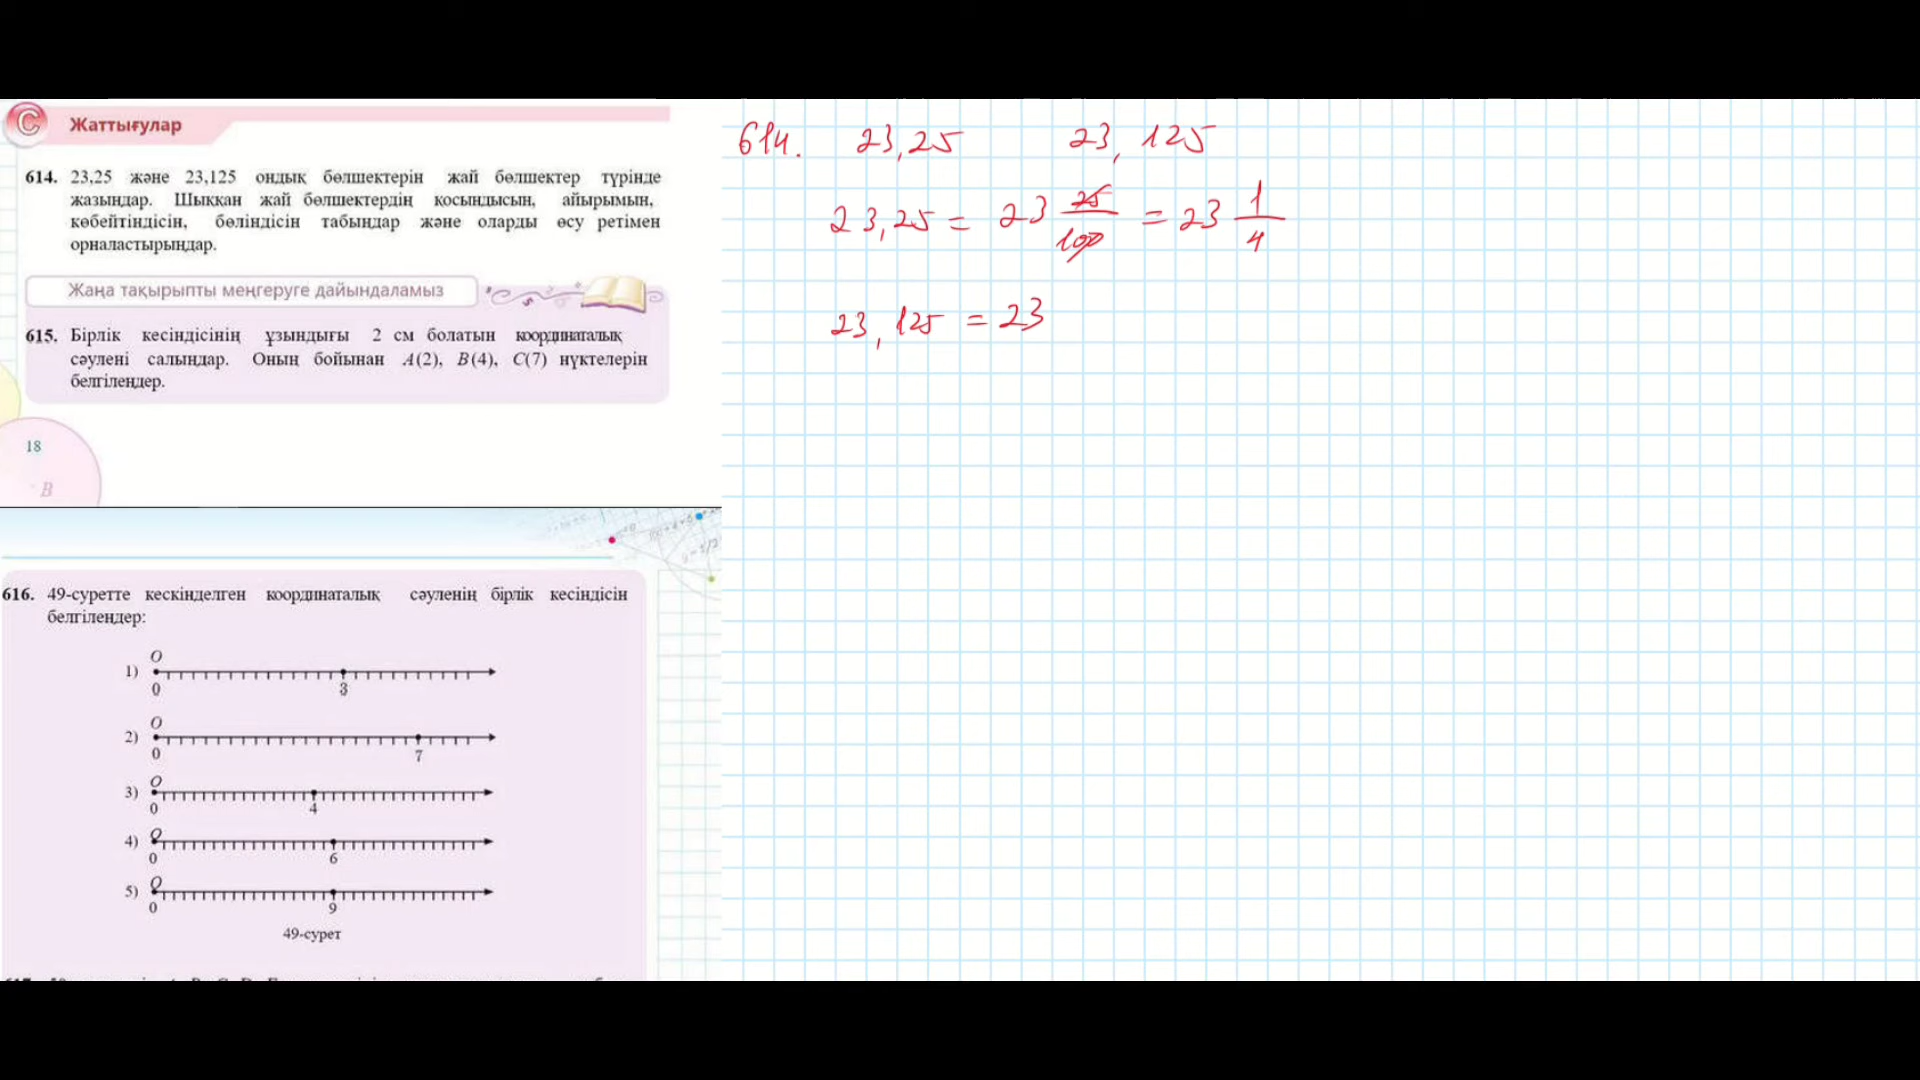 C Жаттығулар
614. 23,25 және 23,125 ондық бөлшектерін жай бөлшектер түрінде
жазыңдар. Шыққан жай бөлшектердің қосындысын, айырымын,
көбейтіндісін, бөліндісін табыңдар және оларды өсу ретімен
орналастырыңдар.
Жаңа тақырыпты меңгеруге дайындаламыз
615. Бірлік кесіндісінің ұзындығы 2 см болатын координаталық
сәулені салыңдар. Оның бойынан A(2), B(4), C(7) нүктелерін
белгілеңдер.
18
B
616. 49-суретте кескінделген координаталық сәуленің бірлік кесіндісін
белгілеңдер:
O
1)
0 3
O
2)
0 7
O
3)
0 4
O
4)
0 6
O
5)
0 9
49-сурет
614. 23,25 23,125
23,25 = 23 25/100 = 23 1/4
23,125 = 23